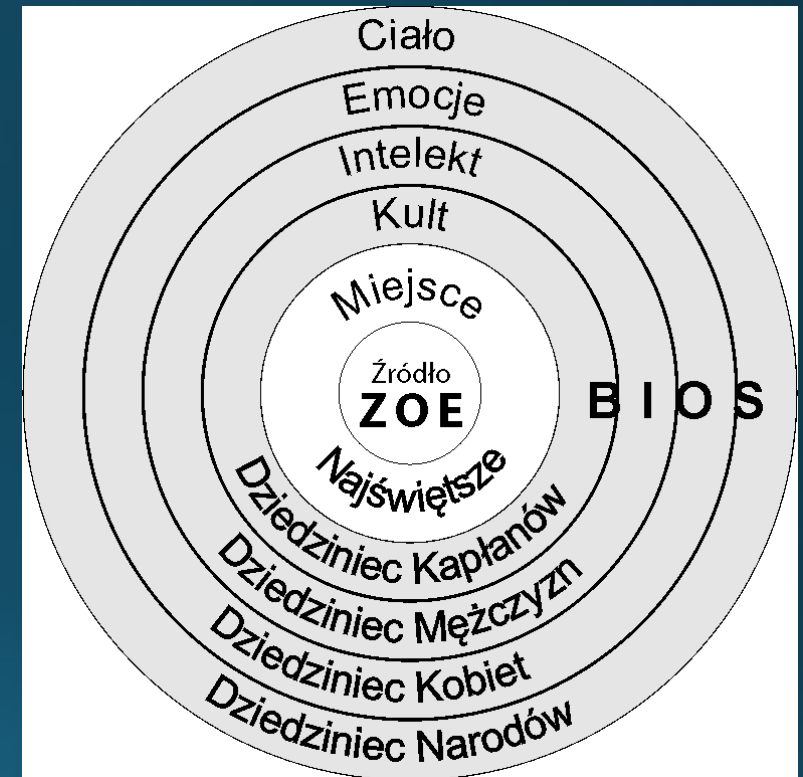 Ciało
Emocje
Intelekt
Kult
Miejsce
Źródło
ZOE
BIOS
Najświętsze
Dziedziniec Kapłanów
Dziedziniec Mężczyzn
Dziedziniec Kobiet
Dziedziniec Narodów